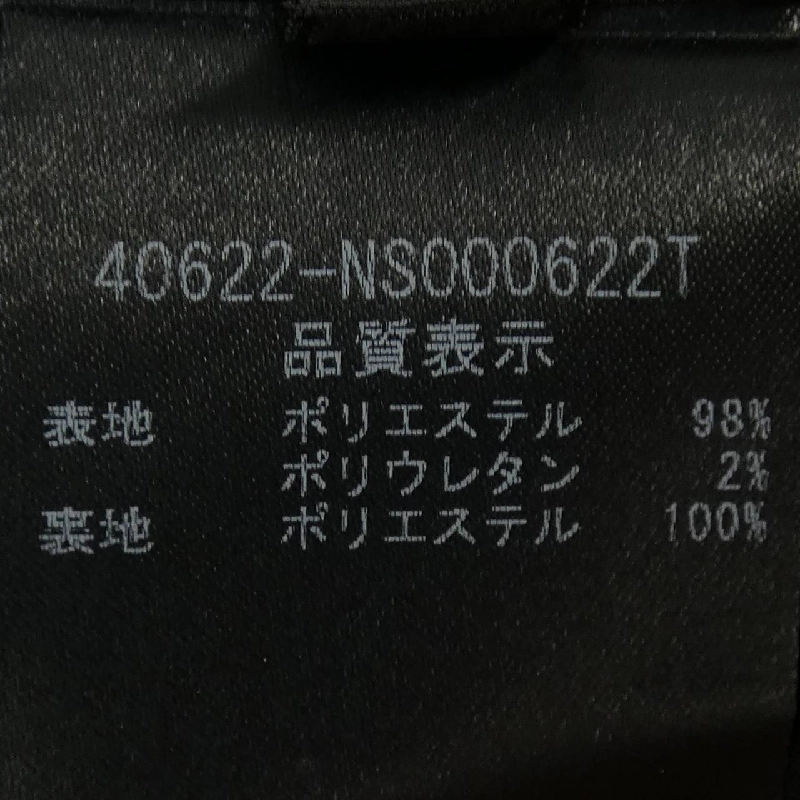 40622-NS000622T
品質表示
表地 ポリエステル 98%
ポリウレタン 2%
裏地 ポリエステル 100%